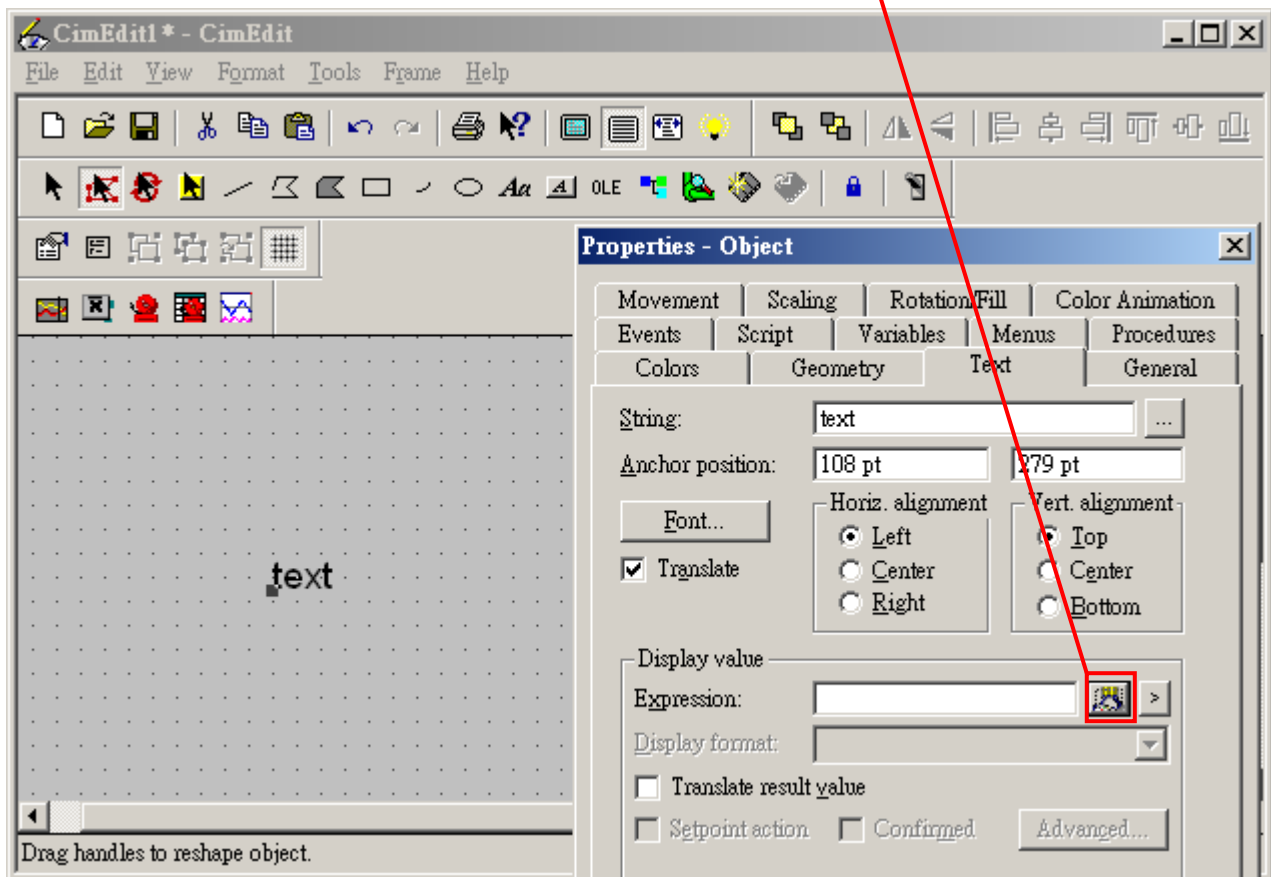 CimEdit1 * - CimEdit
File Edit View Format Tools Frame Help
Aa A OLE
Properties - Object
Movement Scaling Rotation/Fill Color Animation
Events Script Variables Menus Procedures
Colors Geometry Text General
String: text ...
Anchor position: 108 pt 279 pt
Font...
Horiz. alignment Vert. alignment
Left Top
Translate Center Center
Right Bottom
text
Display value
Expression: >
Display format:
Translate result value
Setpoint action Confirmed Advanced...
Drag handles to reshape object.